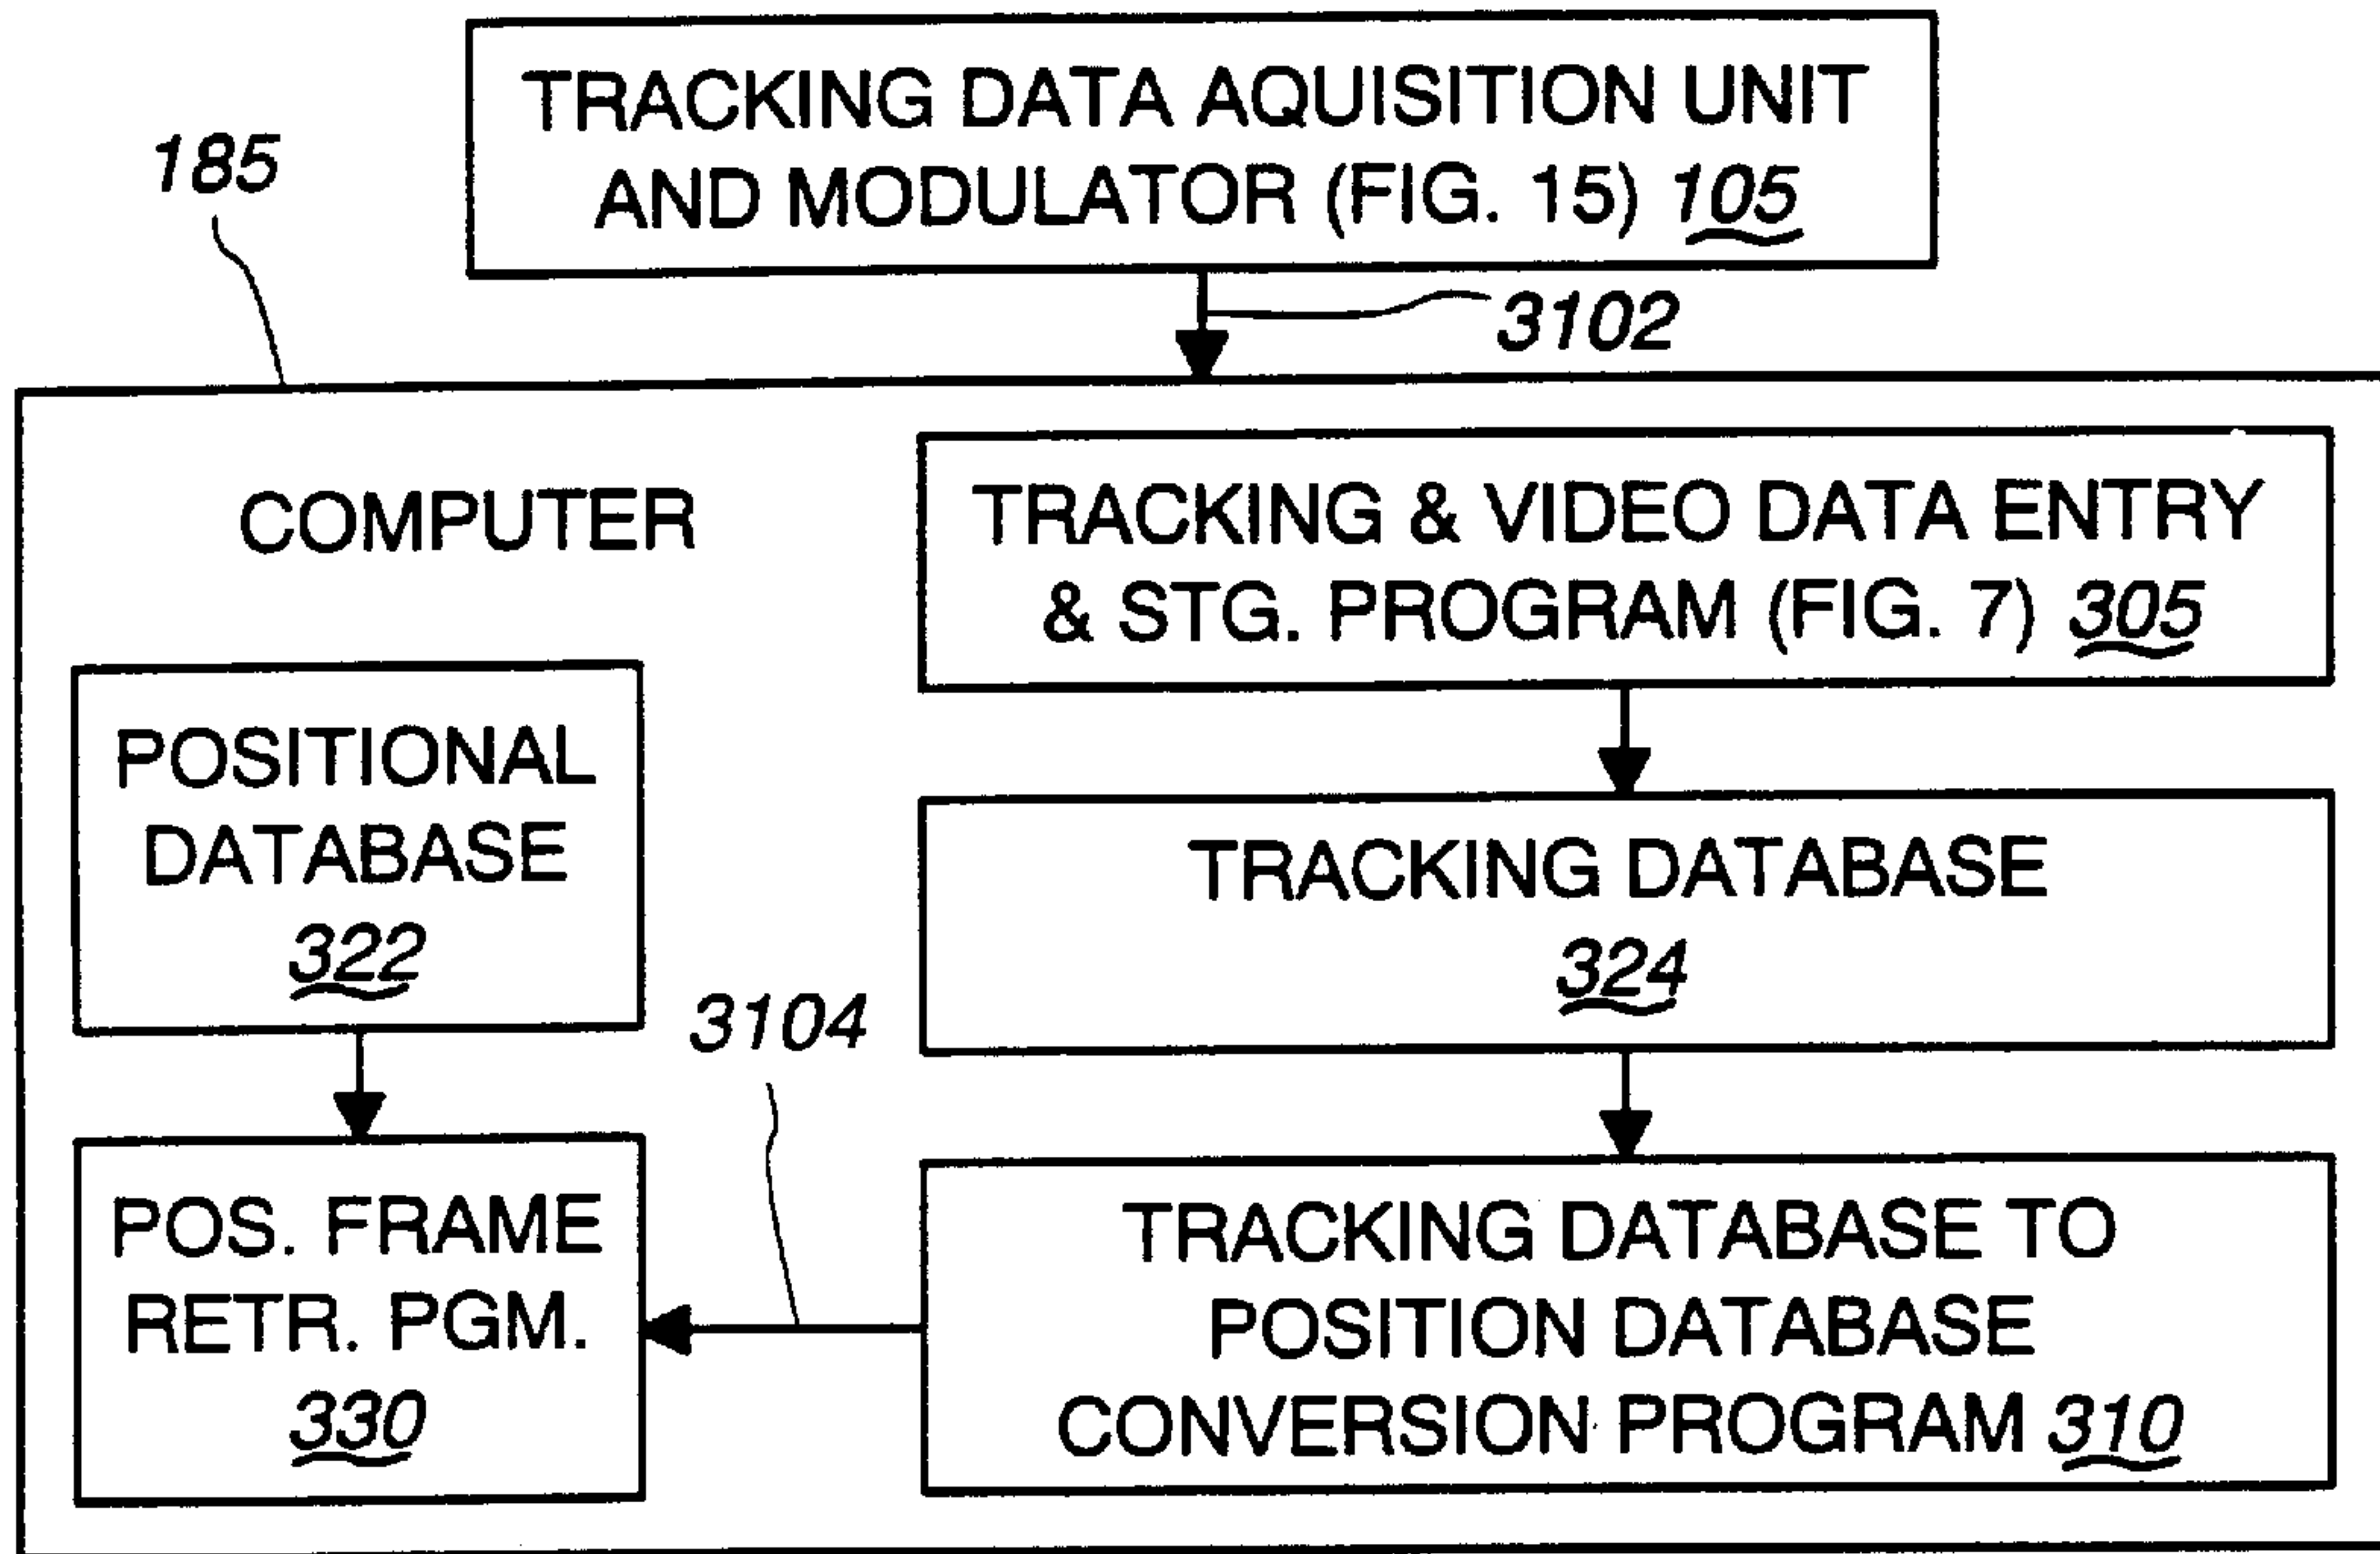 TRACKING DATA AQUISITION UNIT
AND MODULATOR (FIG. 15) 105
185
3102
COMPUTER
TRACKING & VIDEO DATA ENTRY
& STG. PROGRAM (FIG. 7) 305
POSITIONAL
DATABASE
322
TRACKING DATABASE
324
3104
POS. FRAME
RETR. PGM.
330
TRACKING DATABASE TO
POSITION DATABASE
CONVERSION PROGRAM 310